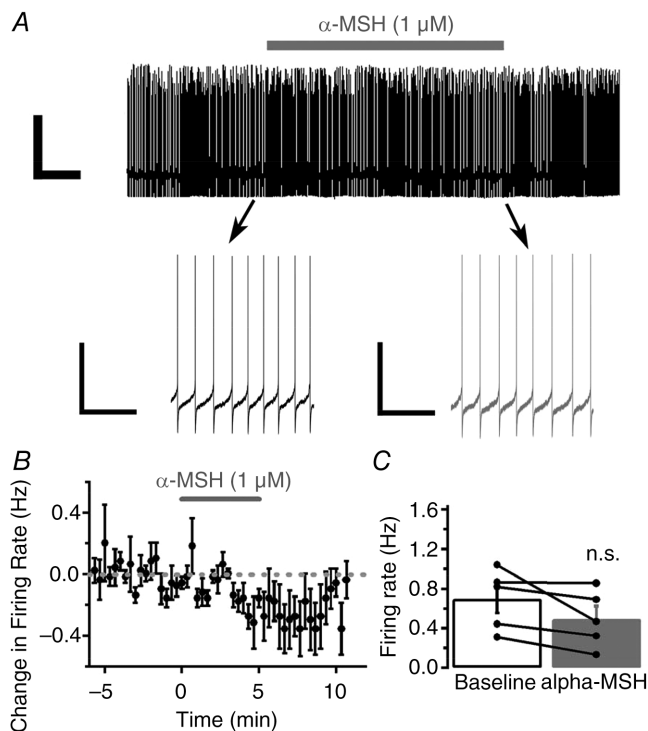 A
α-MSH (1 µM)
B
α-MSH (1 µM)
Change in Firing Rate (Hz)
0.4
0.0
−0.4
−5
0
5
10
Time (min)
C
Firing rate (Hz)
1.6
1.2
0.8
0.4
0.0
n.s.
Baseline alpha-MSH